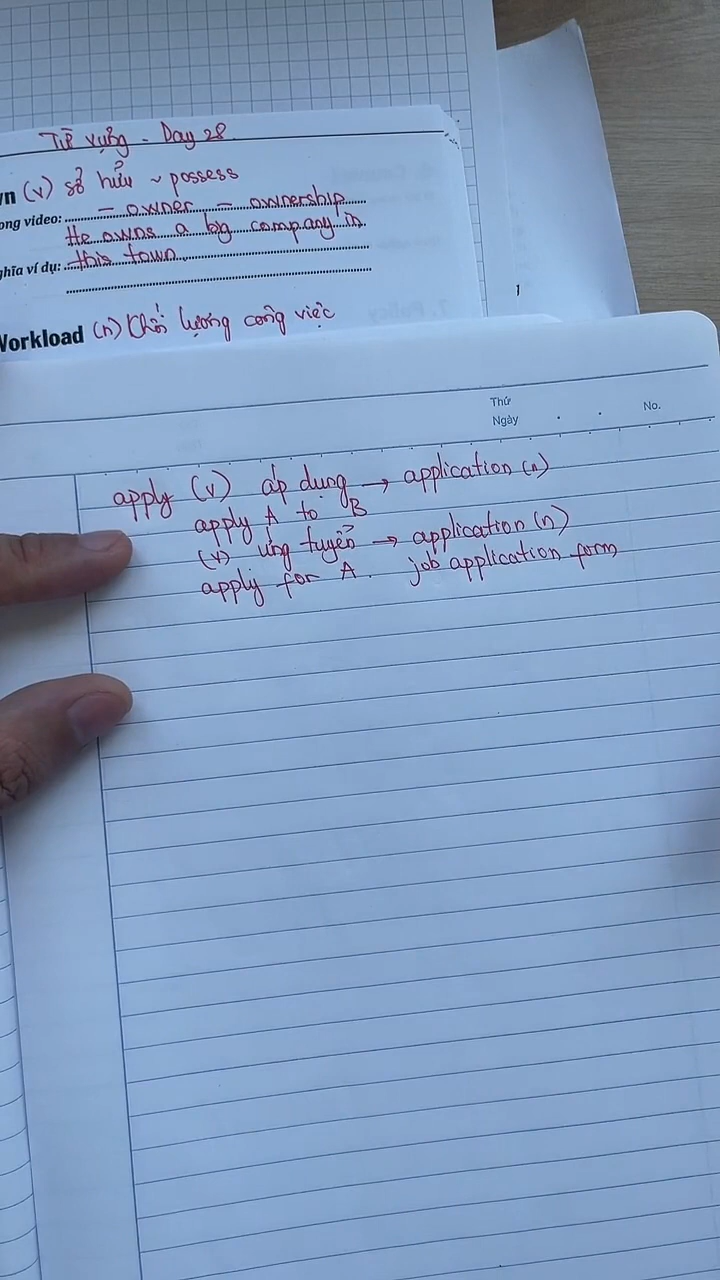 Từ vựng - Day 28
wn (v) sở hữu ~ possess
ong video: - owner - ownership
He owns a big company in
ghĩa ví dụ: this town.
1
Workload (n) khối lượng công việc
Thứ
Ngày . . No.
apply (v) áp dụng → application (n)
apply A to B
(v) ứng tuyển → application (n)
apply for A. job application form